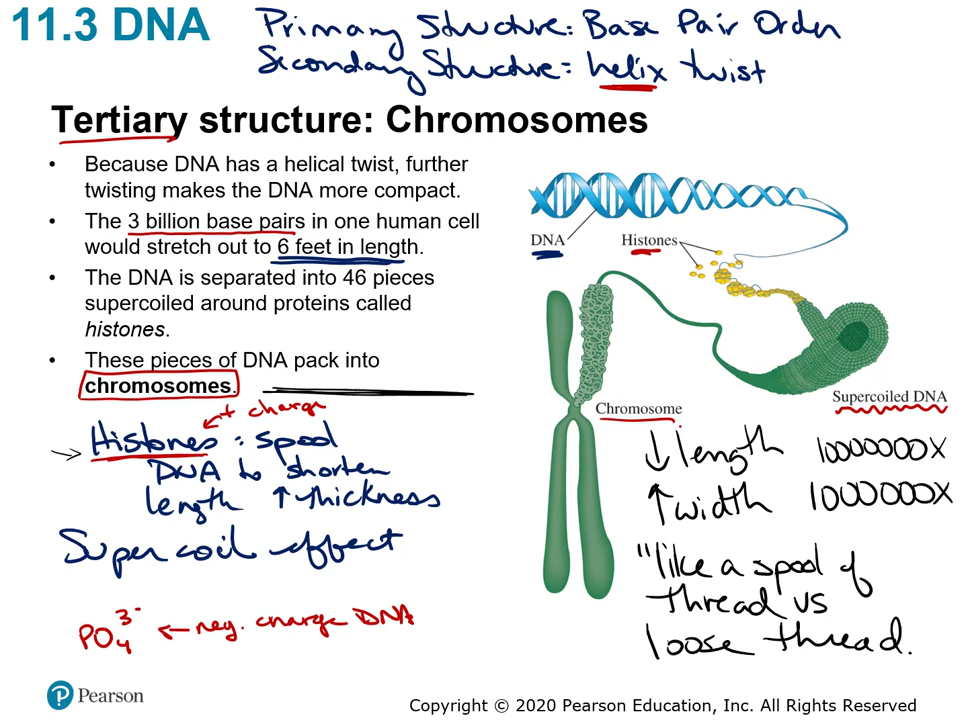 11.3 DNA
Primary Structure: Base Pair Order
Secondary Structure = helix twist
Tertiary structure: Chromosomes
• Because DNA has a helical twist, further
twisting makes the DNA more compact.
• The 3 billion base pairs in one human cell
would stretch out to 6 feet in length.
• The DNA is separated into 46 pieces
supercoiled around proteins called
histones.
• These pieces of DNA pack into
chromosomes.
+ charge
→ Histones = spool
DNA to shorten
length ↑ thickness
Supercoil effect
PO₄³⁻ ← neg. charge DNA
DNA
Histones
Supercoiled DNA
Chromosome
↓ length 10000000X
↑ width 1000000X
"like a spool of
thread vs
loose thread.
P Pearson
Copyright © 2020 Pearson Education, Inc. All Rights Reserved